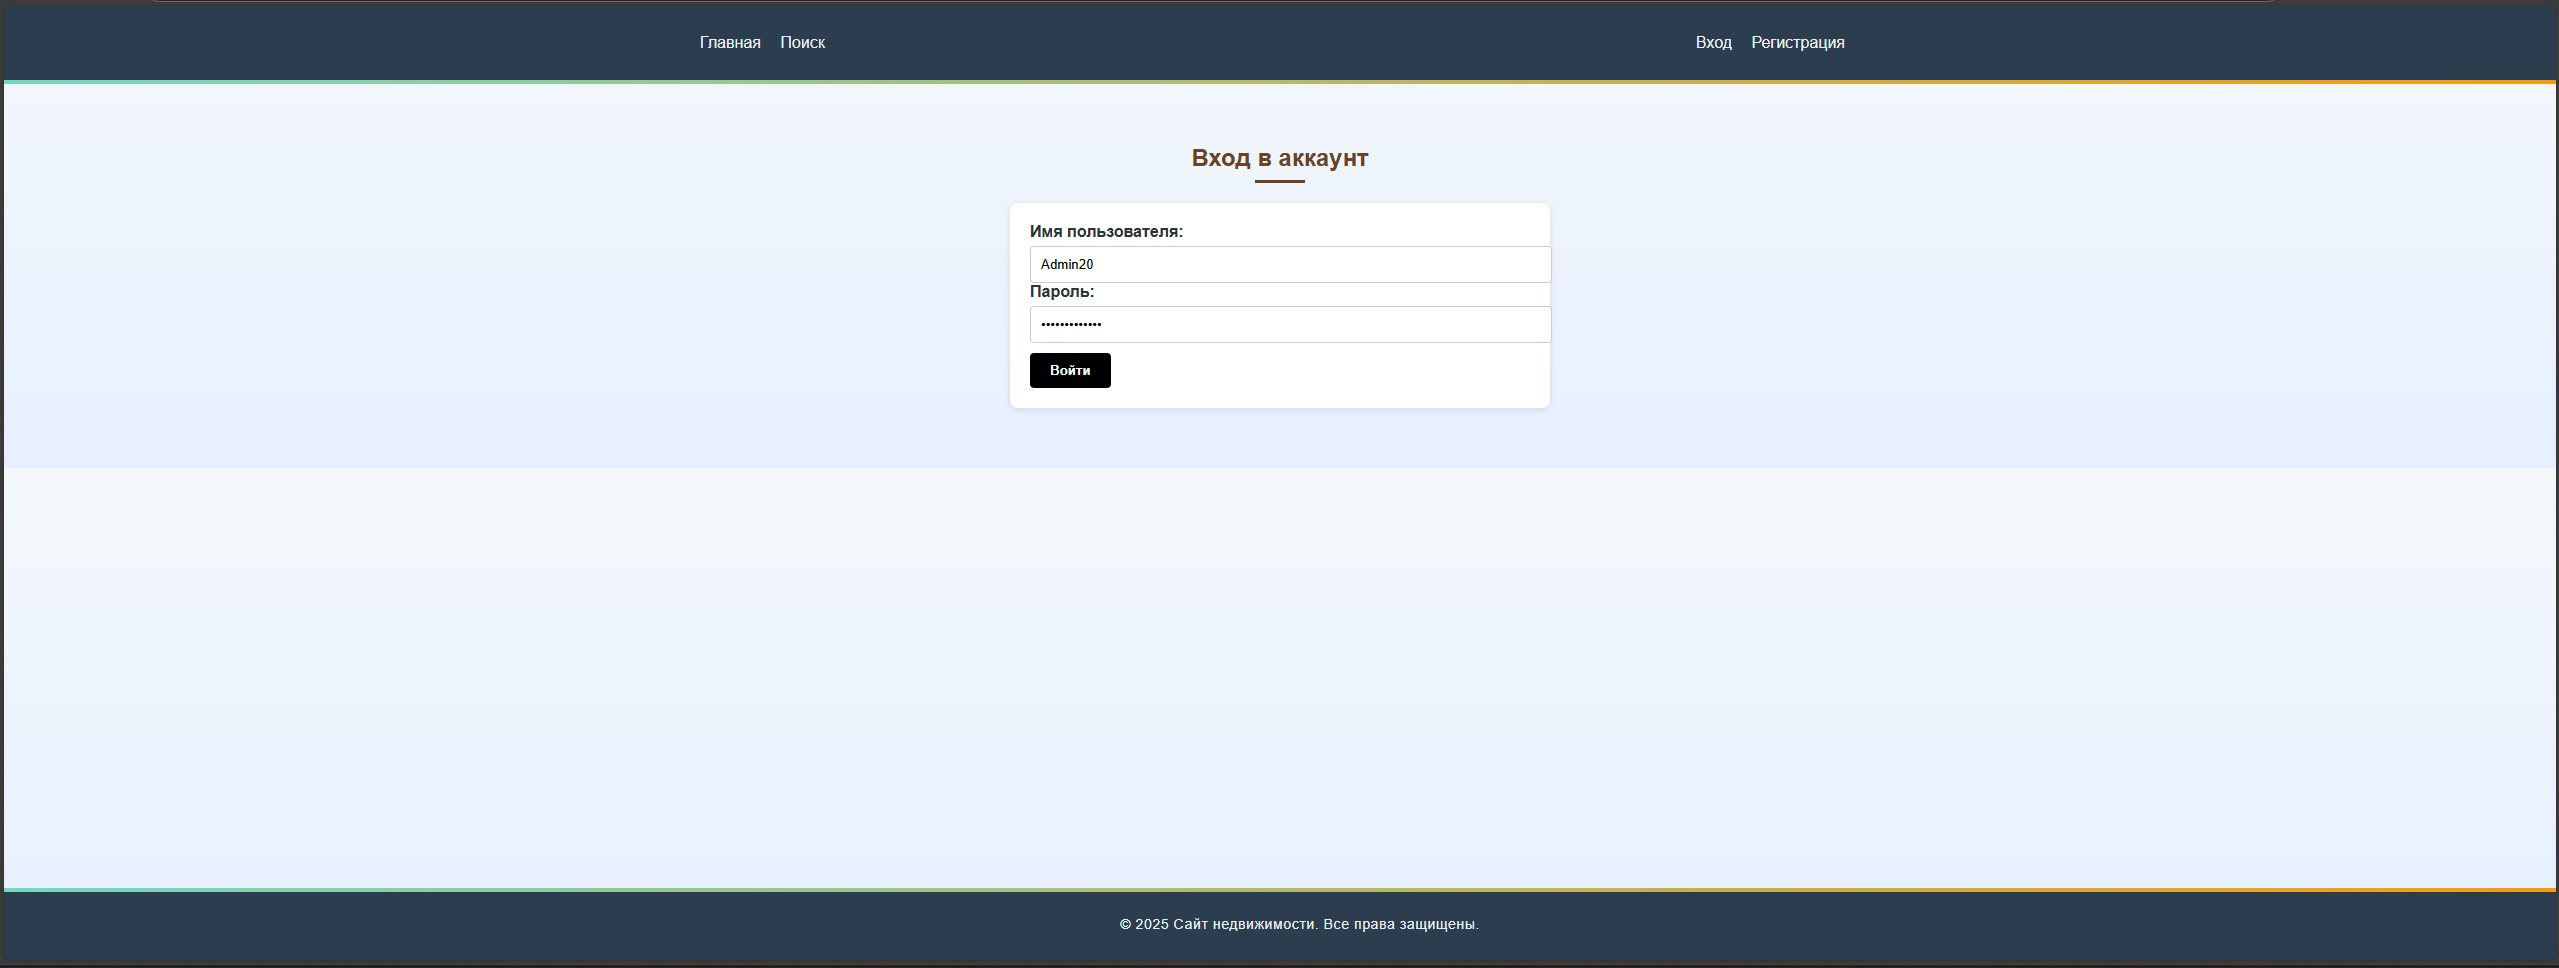 Главная Поиск Вход Регистрация
Вход в аккаунт
Имя пользователя:
Admin20
Пароль:
•••••••••••••
Войти
© 2025 Сайт недвижимости. Все права защищены.